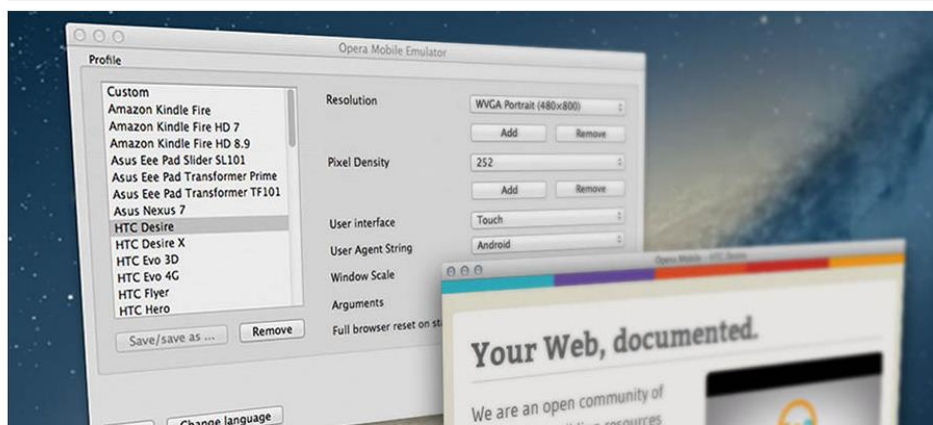 Opera Mobile Emulator
Profile
Custom
Amazon Kindle Fire
Amazon Kindle Fire HD 7
Amazon Kindle Fire HD 8.9
Asus Eee Pad Slider SL101
Asus Eee Pad Transformer Prime
Asus Eee Pad Transformer TF101
Asus Nexus 7
HTC Desire
HTC Desire X
HTC Evo 3D
HTC Evo 4G
HTC Flyer
HTC Hero
Save/save as ...
Remove
Change language
Resolution
WVGA Portrait (480×800)
Add
Remove
Pixel Density
252
Add
Remove
User interface
Touch
User Agent String
Android
Window Scale
Arguments
Full browser reset on
Opera Mobile - HTC Desire
Your Web, documented.
We are an open community of
resources